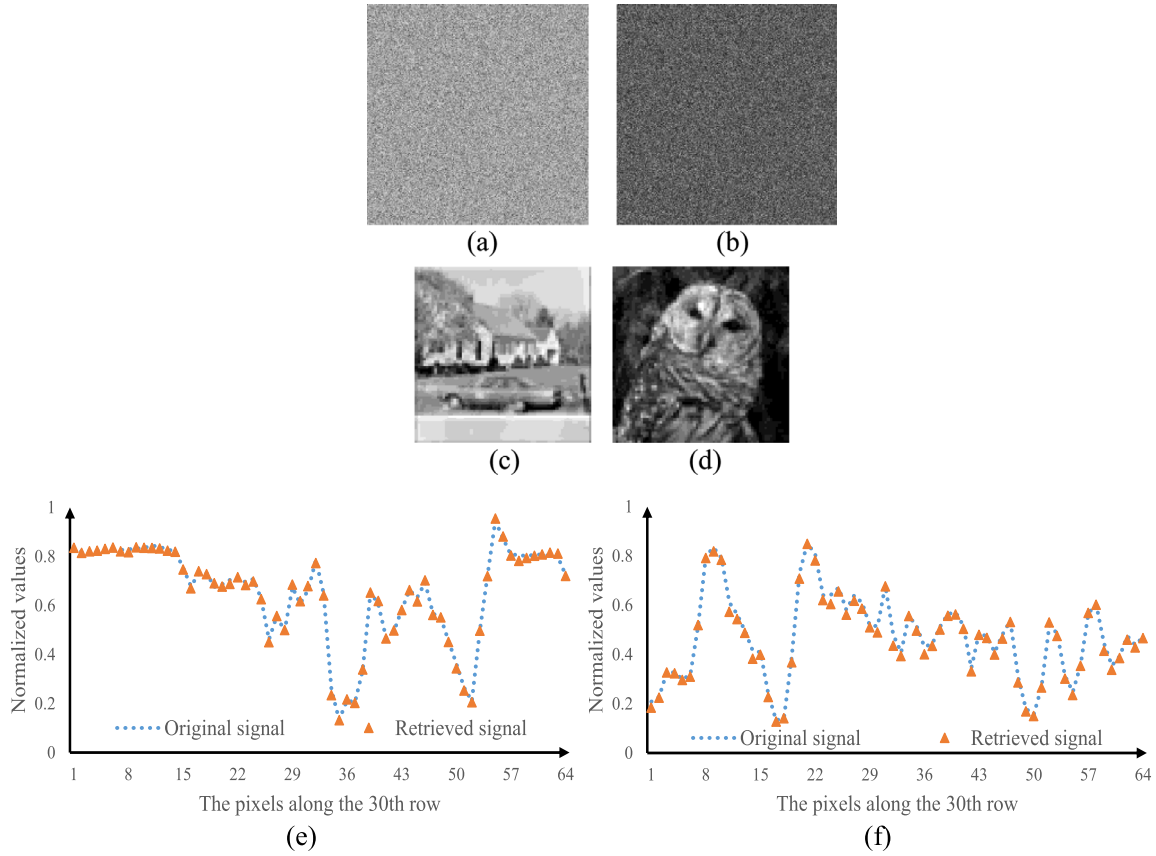 (a) (b)
(c) (d)
Normalized values
1
0.8
0.6
0.4
0.2
0
Original signal Retrieved signal
1 8 15 22 29 36 43 50 57 64
The pixels along the 30th row
(e)
Normalized values
1
0.8
0.6
0.4
0.2
0
Original signal Retrieved signal
1 8 15 22 29 36 43 50 57 64
The pixels along the 30th row
(f)